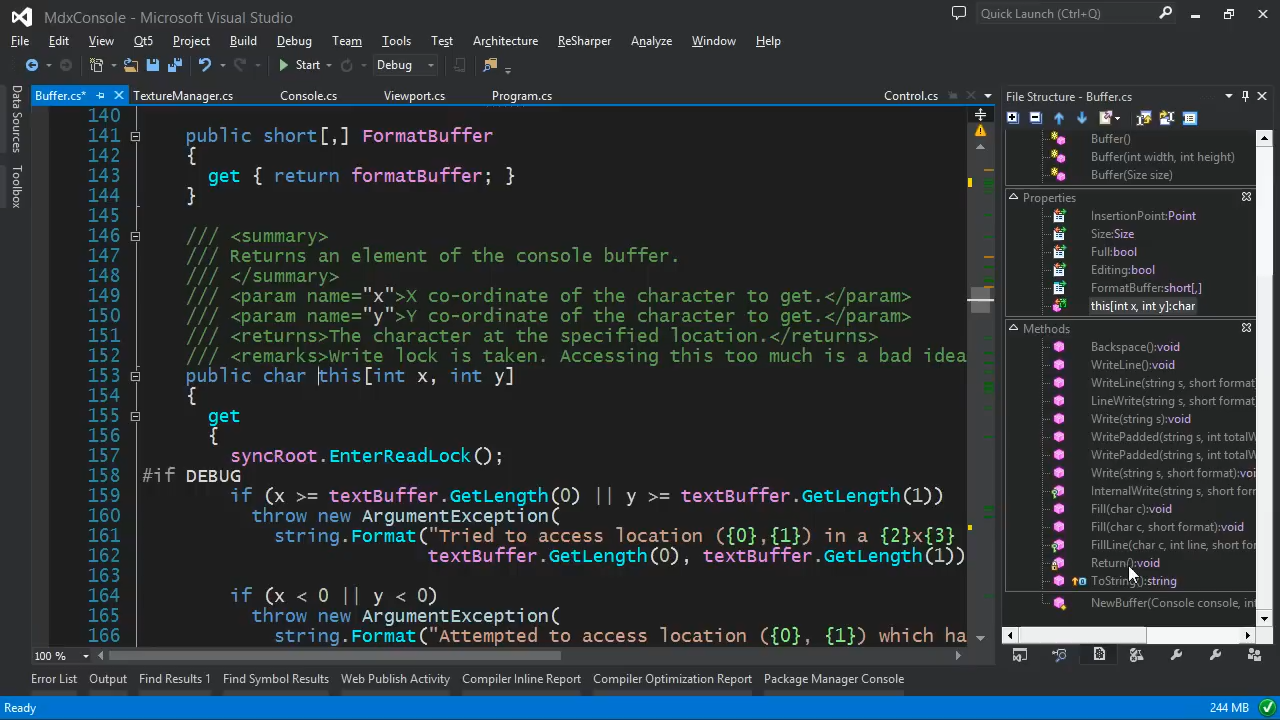 MdxConsole - Microsoft Visual Studio
Quick Launch (Ctrl+Q)
File Edit View Qt5 Project Build Debug Team Tools Test Architecture ReSharper Analyze Window Help
Start Debug
Data Sources
Toolbox
Buffer.cs* TextureManager.cs Console.cs Viewport.cs Program.cs Control.cs
140
141 public short[,] FormatBuffer
142 {
143 get { return formatBuffer; }
144 }
145
146 /// <summary>
147 /// Returns an element of the console buffer.
148 /// </summary>
149 /// <param name="x">X co-ordinate of the character to get.</param>
150 /// <param name="y">Y co-ordinate of the character to get.</param>
151 /// <returns>The character at the specified location.</returns>
152 /// <remarks>Write lock is taken. Accessing this too much is a bad idea
153 public char this[int x, int y]
154 {
155 get
156 {
157 syncRoot.EnterReadLock();
158 #if DEBUG
159 if (x >= textBuffer.GetLength(0) || y >= textBuffer.GetLength(1))
160 throw new ArgumentException(
161 string.Format("Tried to access location ({0},{1}) in a {2}x{3}
162 textBuffer.GetLength(0), textBuffer.GetLength(1))
163
164 if (x < 0 || y < 0)
165 throw new ArgumentException(
166 string.Format("Attempted to access location ({0}, {1}) which ha
100 %
File Structure - Buffer.cs
Buffer()
Buffer(int width, int height)
Buffer(Size size)
Properties
InsertionPoint:Point
Size:Size
Full:bool
Editing:bool
FormatBuffer:short[,]
this[int x, int y]:char
Methods
Backspace():void
WriteLine():void
WriteLine(string s, short format
LineWrite(string s, short format
Write(string s):void
WritePadded(string s, int totalW
WritePadded(string s, int totalW
Write(string s, short format):voi
InternalWrite(string s, short form
Fill(char c):void
Fill(char c, short format):void
FillLine(char c, int line, short fo
Return():void
ToString():string
NewBuffer(Console console, int
Error List Output Find Results 1 Find Symbol Results Web Publish Activity Compiler Inline Report Compiler Optimization Report Package Manager Console
Ready 244 MB